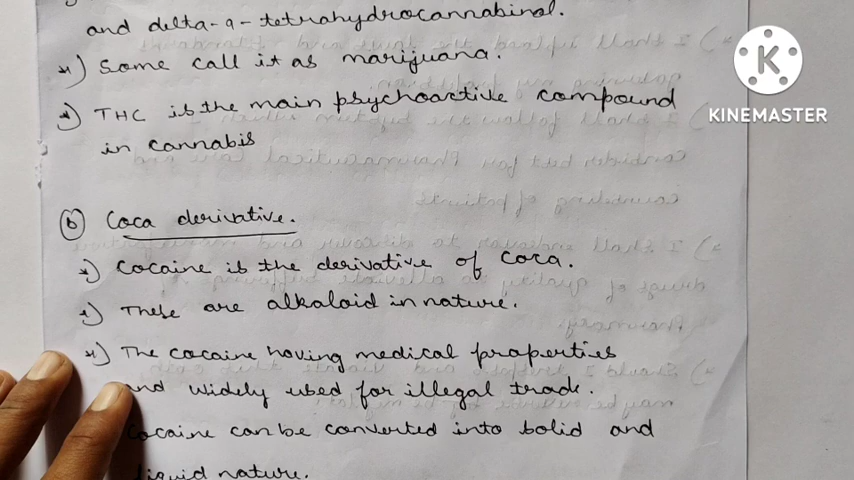 and delta-9-tetrahydrocannabinol.
*) Some call it as marijuana.
*) THC is the main psychoactive compound
in cannabis
(b) Coca derivative.
*) Cocaine is the derivative of coca.
*) These are alkaloid in nature.
*) The cocaine having medical properties
and widely used for illegal trade.
cocaine can be converted into solid and
liquid nature.
K
KINEMASTER